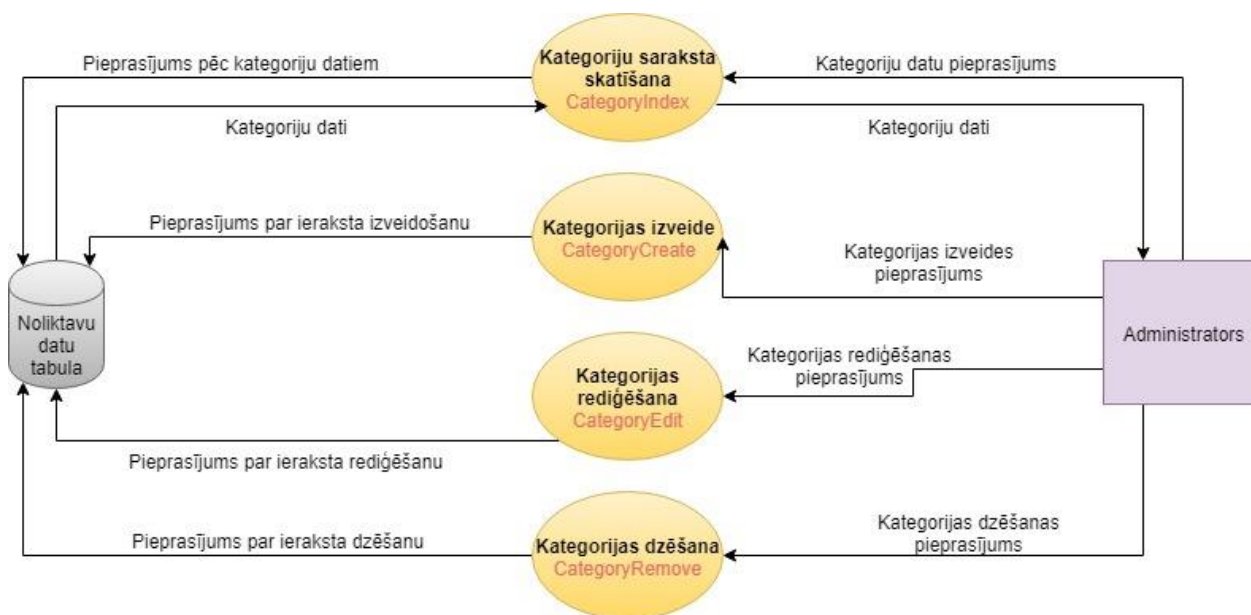 Pieprasījums pēc kategoriju datiem
Kategoriju saraksta
skatīšana
CategoryIndex
Kategoriju datu pieprasījums
Kategoriju dati
Kategoriju dati
Pieprasījums par ieraksta izveidošanu
Kategorijas izveide
CategoryCreate
Kategorijas izveides
pieprasījums
Noliktavu
datu
tabula
Administrators
Kategorijas
rediģēšana
CategoryEdit
Kategorijas rediģēšanas
pieprasījums
Pieprasījums par ieraksta rediģēšanu
Pieprasījums par ieraksta dzēšanu
Kategorijas dzēšana
CategoryRemove
Kategorijas dzēšanas
pieprasījums